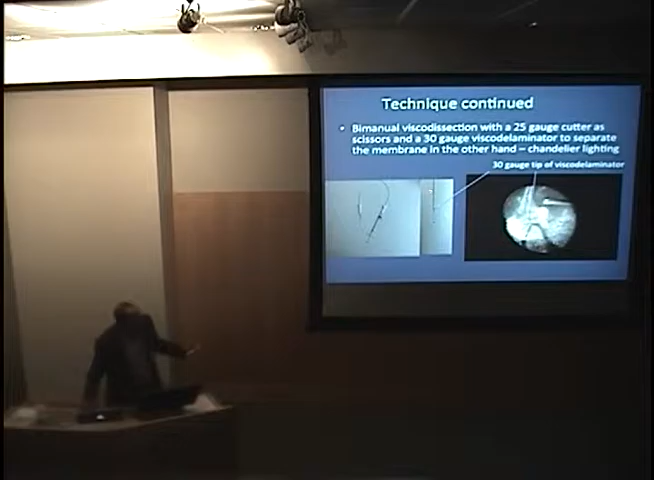 Technique continued
• Bimanual viscodissection with a 25 gauge cutter as
scissors and a 30 gauge viscodelaminator to separate
the membrane in the other hand – chandelier lighting
30 gauge tip of viscodelaminator